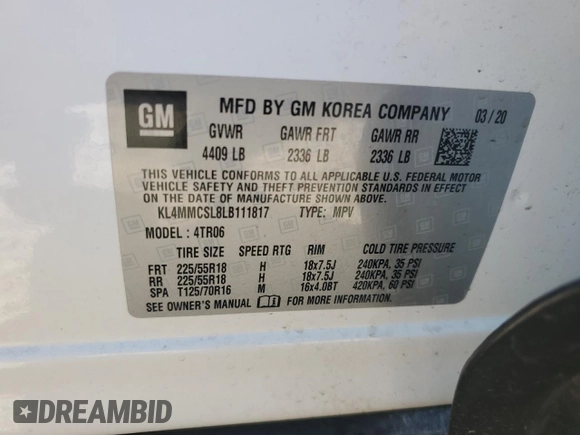 GM
MFD BY GM KOREA COMPANY 03/20
GVWR GAWR FRT GAWR RR
4409 LB 2336 LB 2336 LB
THIS VEHICLE CONFORMS TO ALL APPLICABLE U.S. FEDERAL MOTOR
VEHICLE SAFETY AND THEFT PREVENTION STANDARDS IN EFFECT
ON THE DATE OF MANUFACTURE SHOWN ABOVE.
KL4MMCSL8LB111817 TYPE: MPV
MODEL: 4TR06
TIRE SIZE SPEED RTG RIM COLD TIRE PRESSURE
FRT 225/55R18 H 18x7.5J 240KPA, 35 PSI
RR 225/55R18 H 18x7.5J 240KPA, 35 PSI
SPA T125/70R16 M 16x4.0BT 420KPA, 60 PSI
SEE OWNER'S MANUAL FOR MORE INFORMATION
DREAMBID